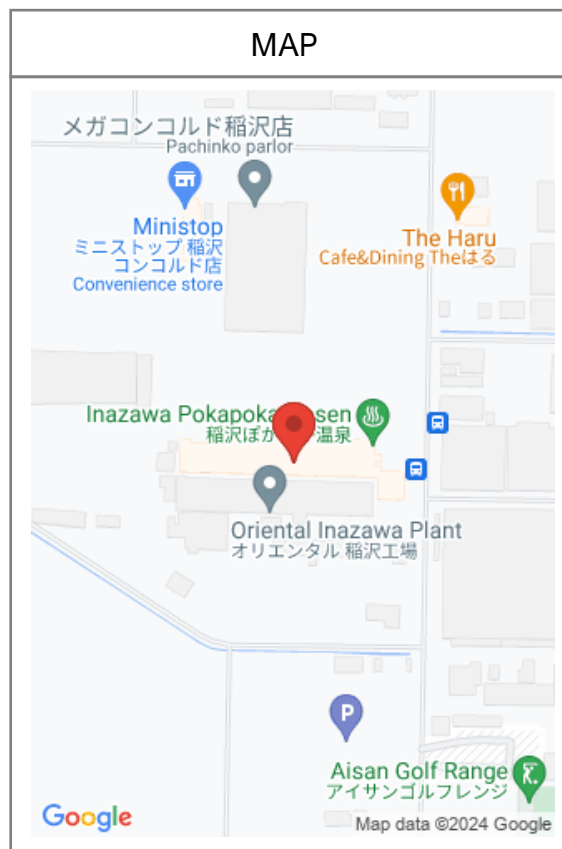 MAP
メガコンコルド稲沢店
Pachinko parlor
Ministop
ミニストップ 稲沢
コンコルド店
Convenience store
The Haru
Cafe&Dining Theはる
Inazawa Pokapoka sen
稲沢ぽか 温泉
Oriental Inazawa Plant
オリエンタル 稲沢工場
P
Aisan Golf Range
アイサンゴルフレンジ
Google
Map data ©2024 Google